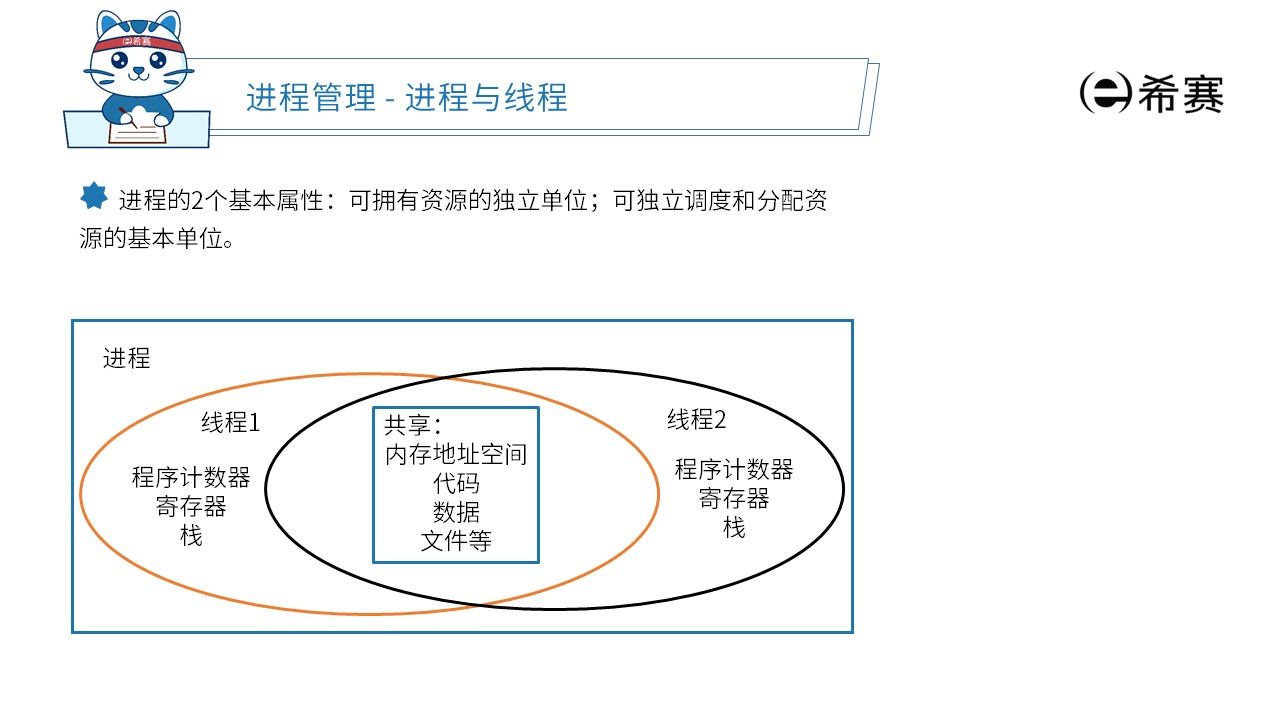 希赛
进程管理 - 进程与线程
希赛
进程的2个基本属性：可拥有资源的独立单位；可独立调度和分配资
源的基本单位。
进程
线程1
程序计数器
寄存器
栈
共享：
内存地址空间
代码
数据
文件等
线程2
程序计数器
寄存器
栈